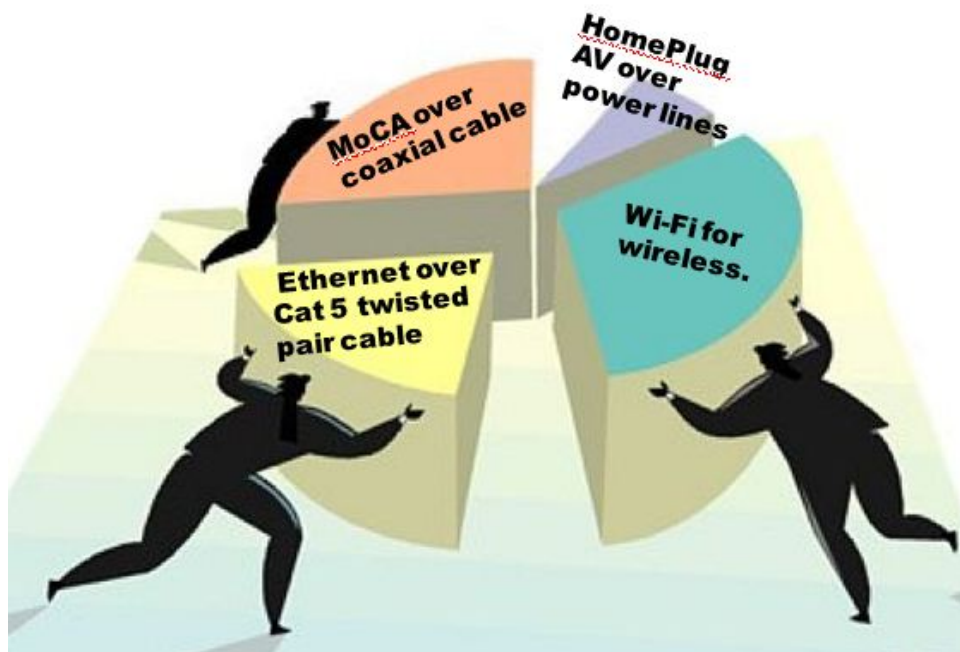 HomePlug
AV over
power lines
MoCA over
coaxial cable
Wi-Fi for
wireless.
Ethernet over
Cat 5 twisted
pair cable